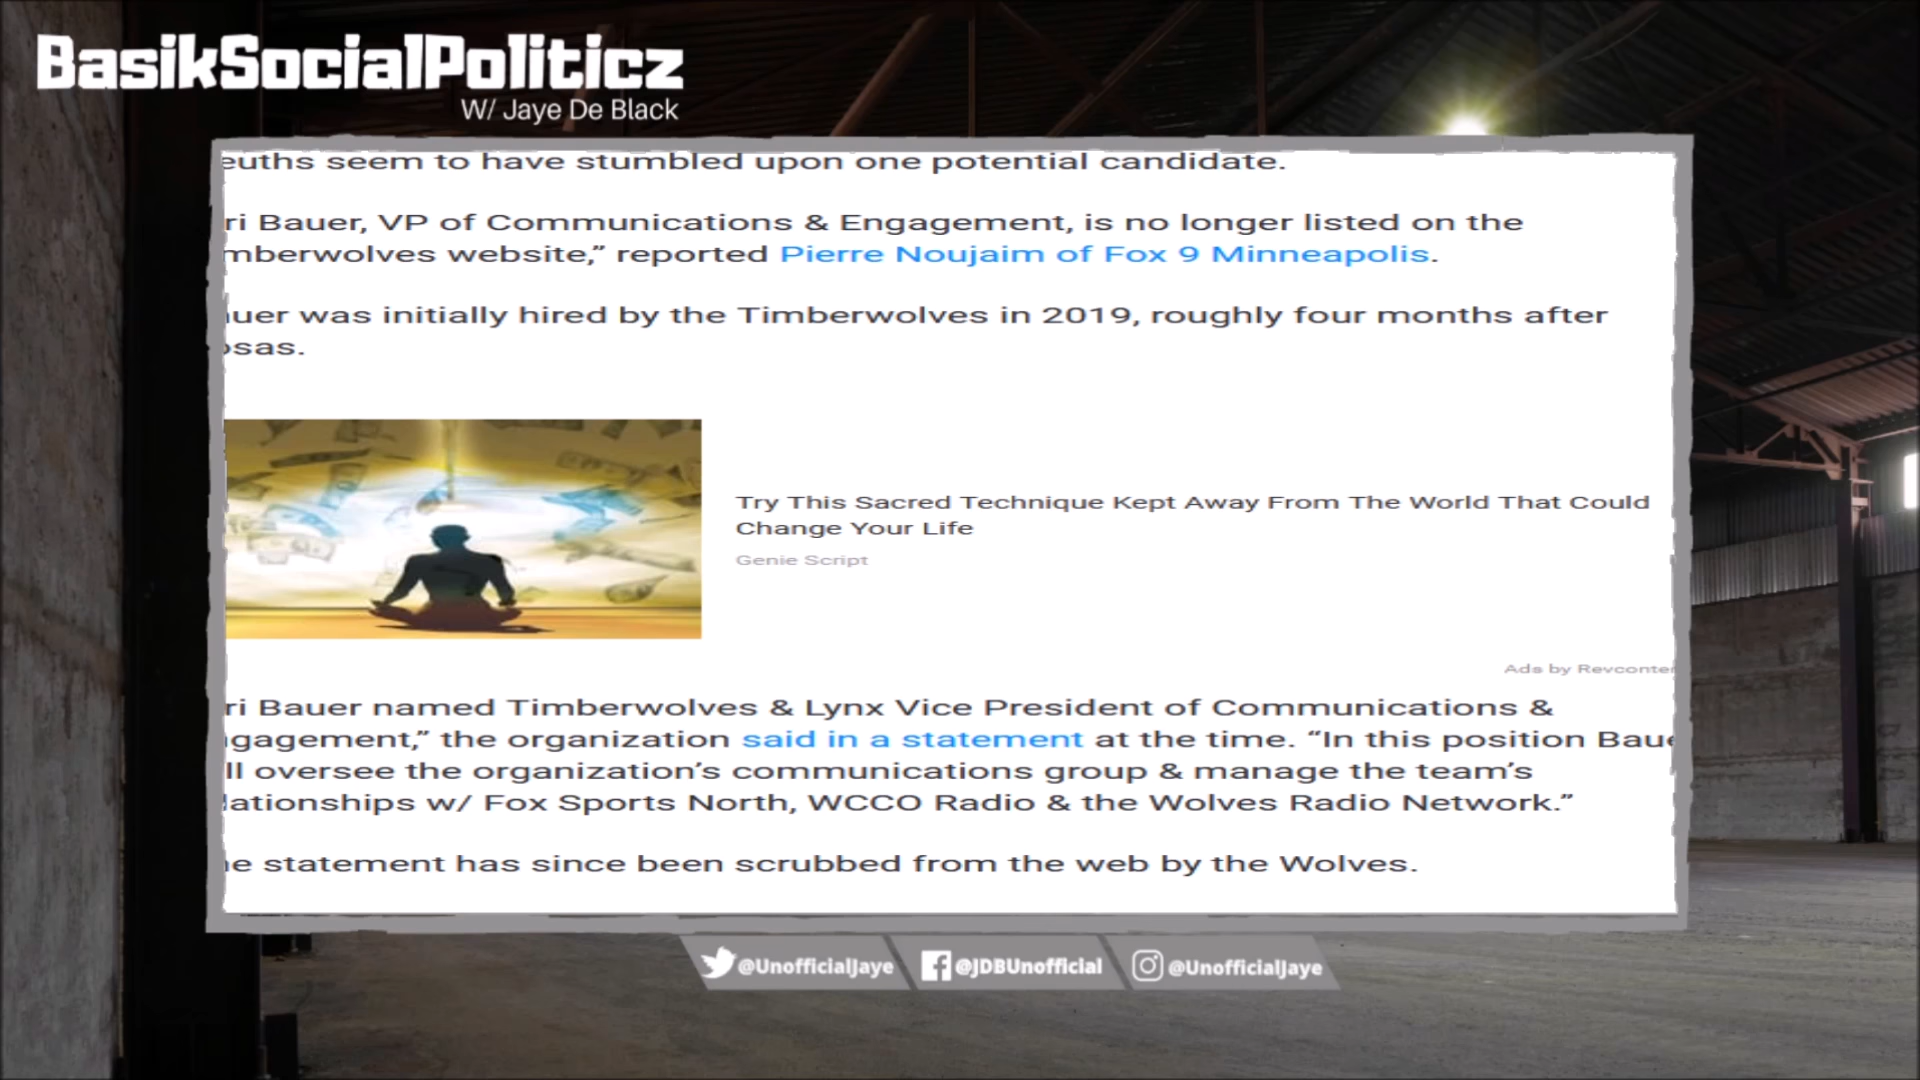 BasikSocialPoliticz
W/ Jaye De Black
euths seem to have stumbled upon one potential candidate.
ri Bauer, VP of Communications & Engagement, is no longer listed on the
mberwolves website,” reported Pierre Noujaim of Fox 9 Minneapolis.
uer was initially hired by the Timberwolves in 2019, roughly four months after
osas.
Try This Sacred Technique Kept Away From The World That Could
Change Your Life
Genie Script
Ads by Revconte
ri Bauer named Timberwolves & Lynx Vice President of Communications &
gagement,” the organization said in a statement at the time. “In this position Baue
ll oversee the organization’s communications group & manage the team’s
lationships w/ Fox Sports North, WCCO Radio & the Wolves Radio Network.”
he statement has since been scrubbed from the web by the Wolves.
@UnofficialJaye @JDBUnofficial @UnofficialJaye